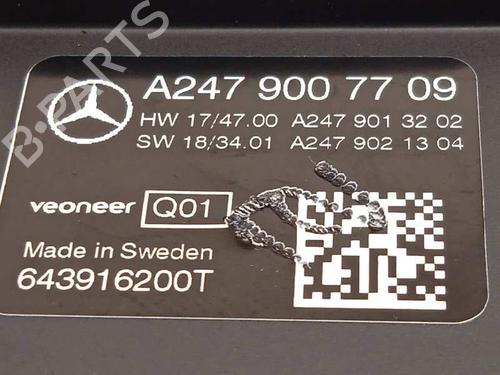 A247 900 77 09
HW 17/47.00 A247 901 32 02
SW 18/34.01 A247 902 13 04
veoneer Q01
Made in Sweden
643916200T
B-PARTS